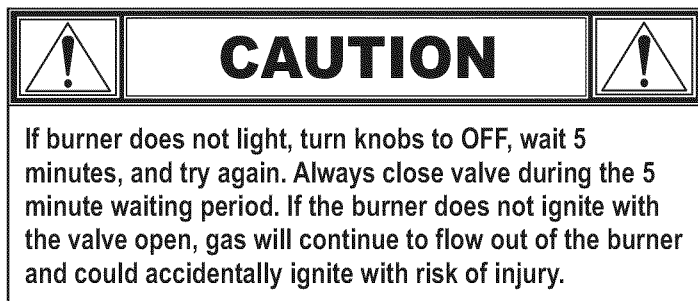 CAUTION
If burner does not light, turn knobs to OFF, wait 5
minutes, and try again. Always close valve during the 5
minute waiting period. If the burner does not ignite with
the valve open, gas will continue to flow out of the burner
and could accidentally ignite with risk of injury.